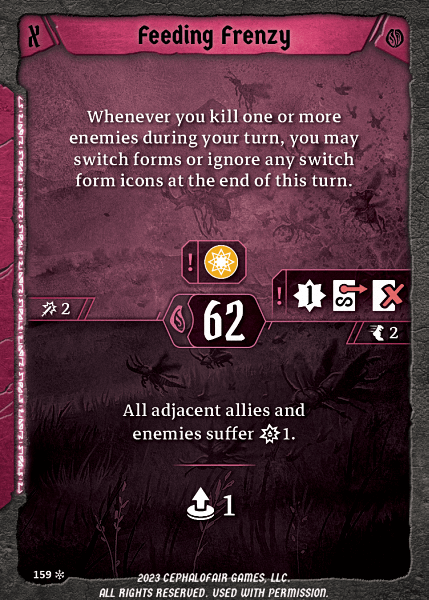 Feeding Frenzy
Whenever you kill one or more
enemies during your turn, you may
switch forms or ignore any switch
form icons at the end of this turn.
!
! 1
2
62
2
All adjacent allies and
enemies suffer 1.
1
159
2023 CEPHALOFAIR GAMES, LLC.
ALL RIGHTS RESERVED. USED WITH PERMISSION.